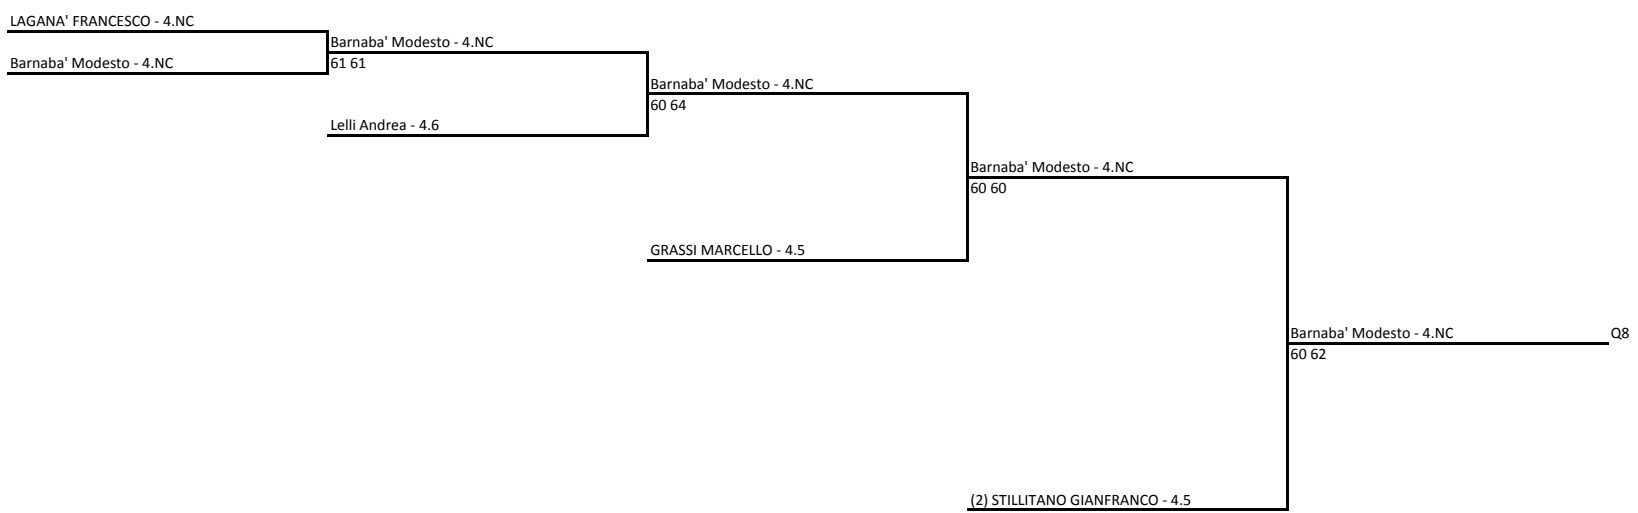 LAGANA' FRANCESCO - 4.NC
Barnaba' Modesto - 4.NC
Barnaba' Modesto - 4.NC
61 61
Barnaba' Modesto - 4.NC
60 64
Lelli Andrea - 4.6
Barnaba' Modesto - 4.NC
60 60
GRASSI MARCELLO - 4.5
Barnaba' Modesto - 4.NC
Q8
60 62
(2) STILLITANO GIANFRANCO - 4.5